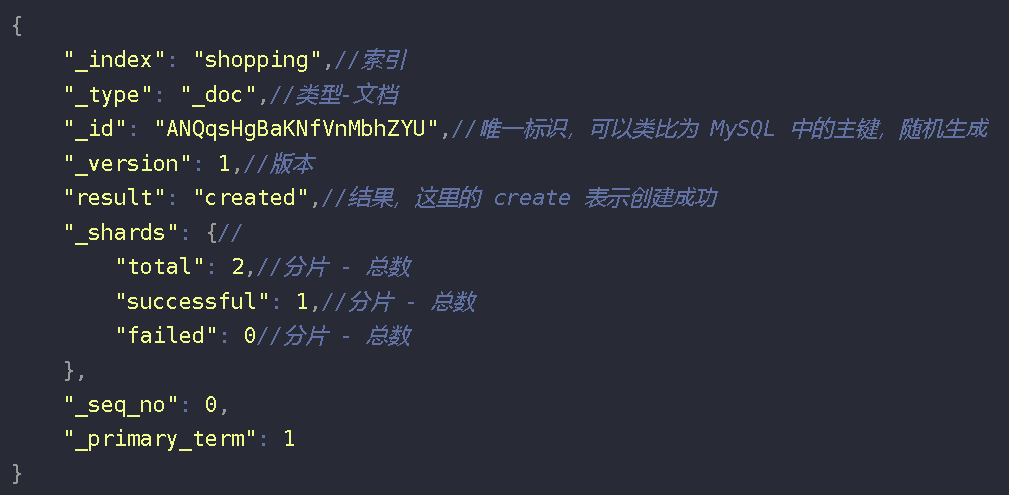 {
    "_index": "shopping",//索引
    "_type": "_doc",//类型-文档
    "_id": "ANQqsHgBaKNfVnMbhZYU",//唯一标识，可以类比为 MySQL 中的主键，随机生成
    "_version": 1,//版本
    "result": "created",//结果，这里的 create 表示创建成功
    "_shards": {//
        "total": 2,//分片 - 总数
        "successful": 1,//分片 - 总数
        "failed": 0//分片 - 总数
    },
    "_seq_no": 0,
    "_primary_term": 1
}